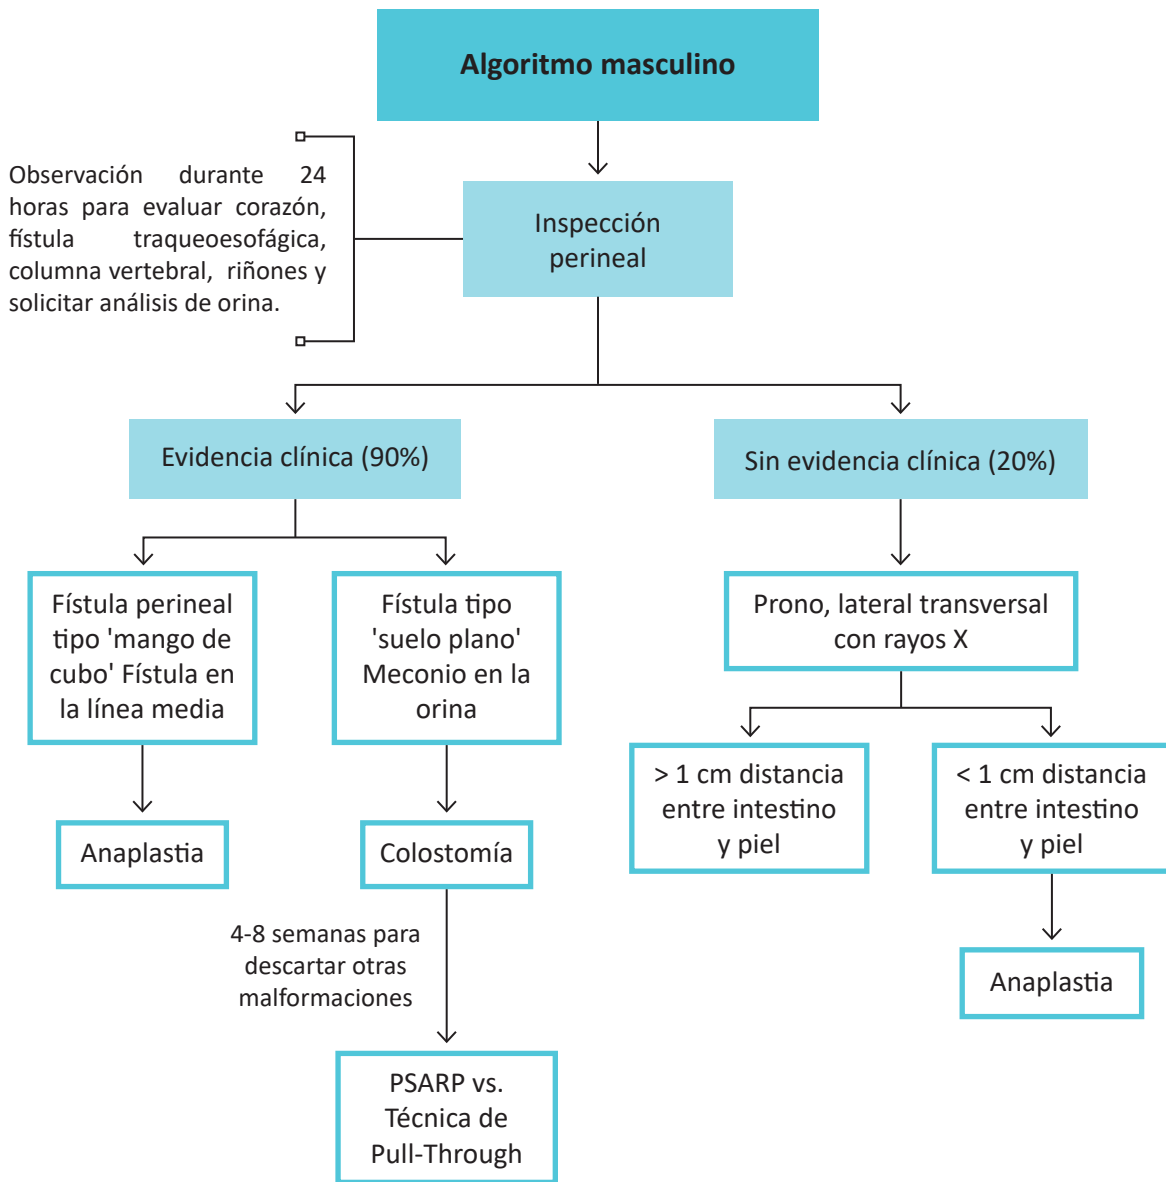 Algoritmo masculino
Observación durante 24
horas para evaluar corazón,
fístula traqueoesofágica,
columna vertebral, riñones y
solicitar análisis de orina.
Inspección
perineal
Evidencia clínica (90%)
Sin evidencia clínica (20%)
Fístula perineal
tipo 'mango de
cubo' Fístula en
la línea media
Fístula tipo
'suelo plano'
Meconio en la
orina
Prono, lateral transversal
con rayos X
> 1 cm distancia
entre intestino
y piel
< 1 cm distancia
entre intestino
y piel
Anaplastia
Colostomía
4-8 semanas para
descartar otras
malformaciones
Anaplastia
PSARP vs.
Técnica de
Pull-Through